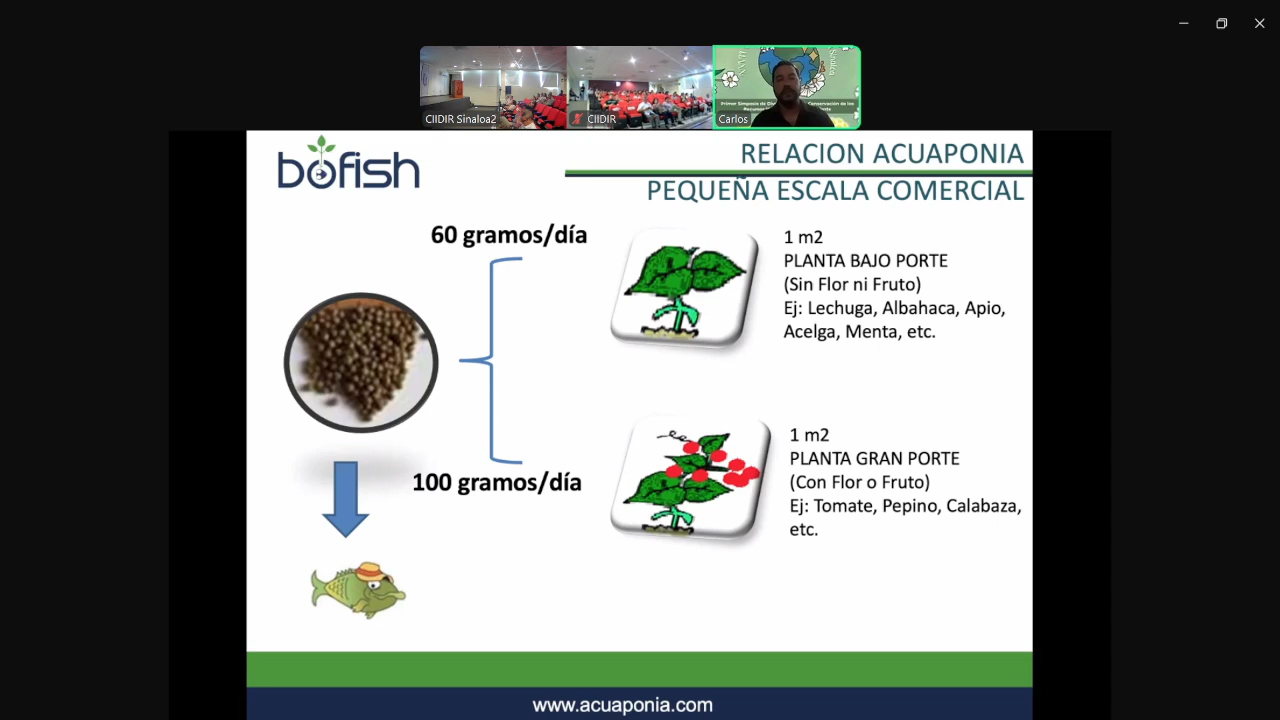 CIIDIR Sinaloa2
CIIDIR
Carlos
Sinaloa
bofish
RELACION ACUAPONIA
PEQUEÑA ESCALA COMERCIAL
60 gramos/día
1 m2
PLANTA BAJO PORTE
(Sin Flor ni Fruto)
Ej: Lechuga, Albahaca, Apio,
Acelga, Menta, etc.
100 gramos/día
1 m2
PLANTA GRAN PORTE
(Con Flor o Fruto)
Ej: Tomate, Pepino, Calabaza,
etc.
www.acuaponia.com